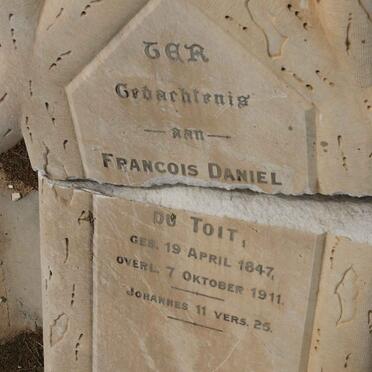 TER
Gedachtenis
aan
FRANCOIS DANIEL
DU TOIT,
GEB. 19 APRIL 1847,
OVERL. 7 OKTOBER 1911.
JOHANNES 11 VERS. 25.